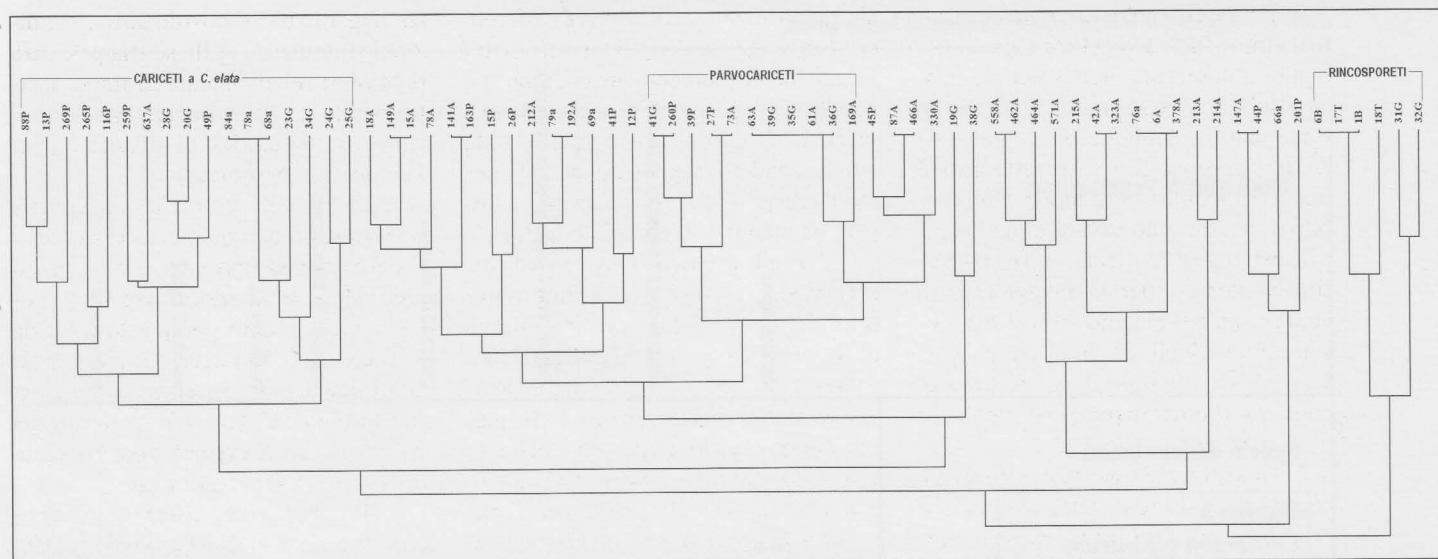 CARICETI a C. elata
PARVOCARICETI
RINCOSPORETI
88P 13P 269P 265P 116P 259P 637A 28G 20G 49P 84a 78a 68a 23G 34G 24G 25G 18A 149A 15A 78A 141A 163P 15P 26P 212A 79a 192A 69a 41P 12P 41G 260P 39P 27P 73A 63A 39G 35G 61A 36G 169A 45P 87A 466A 330A 19G 38G 558A 462A 464A 571A 215A 42A 323A 76a 6A 378A 213A 214A 147A 44P 66a 201P 6B 17T 1B 18T 31G 32G